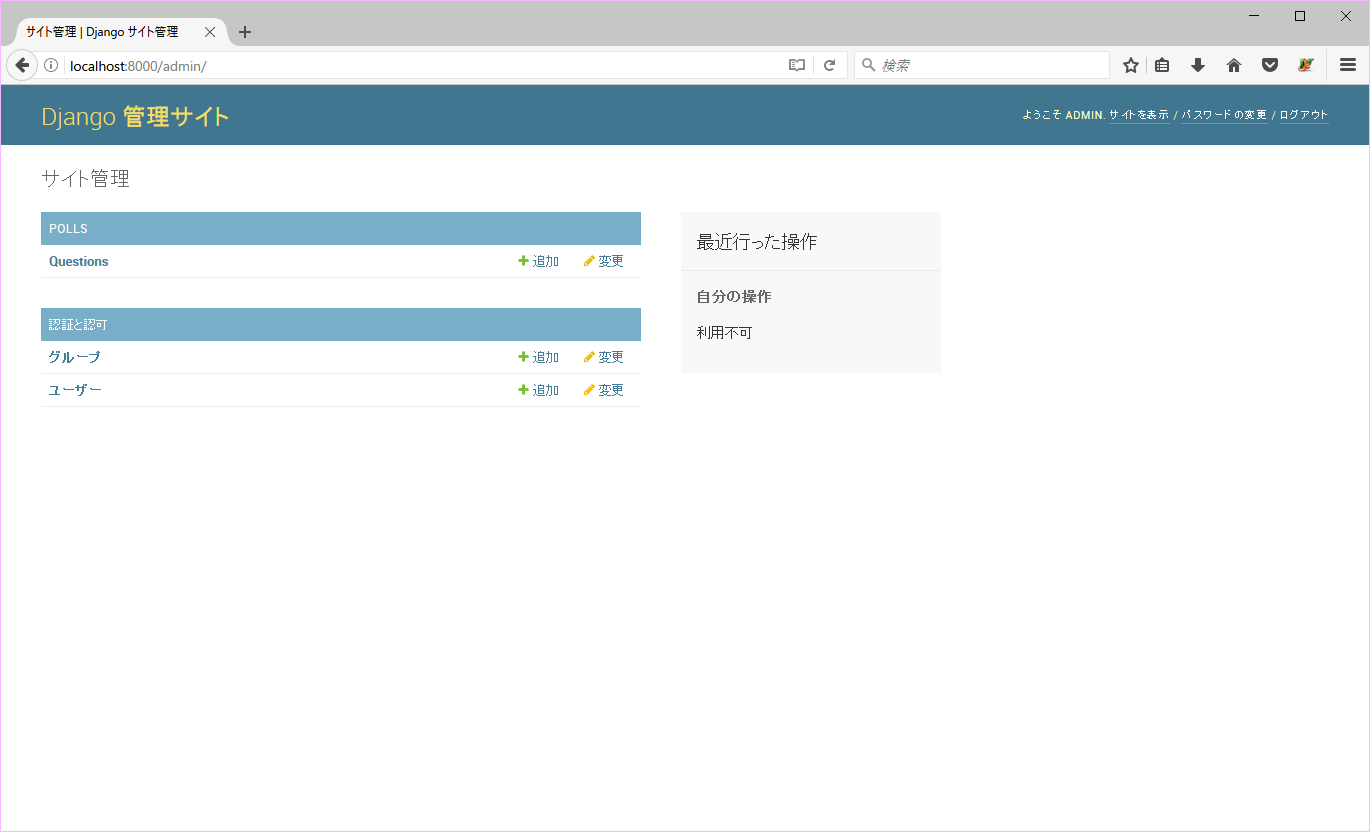 サイト管理 | Django サイト管理
localhost:8000/admin/
検索
Django 管理サイト
ようこそ ADMIN. サイトを表示 / パスワードの変更 / ログアウト
サイト管理
POLLS
Questions 追加 変更
認証と認可
グループ 追加 変更
ユーザー 追加 変更
最近行った操作
自分の操作
利用不可